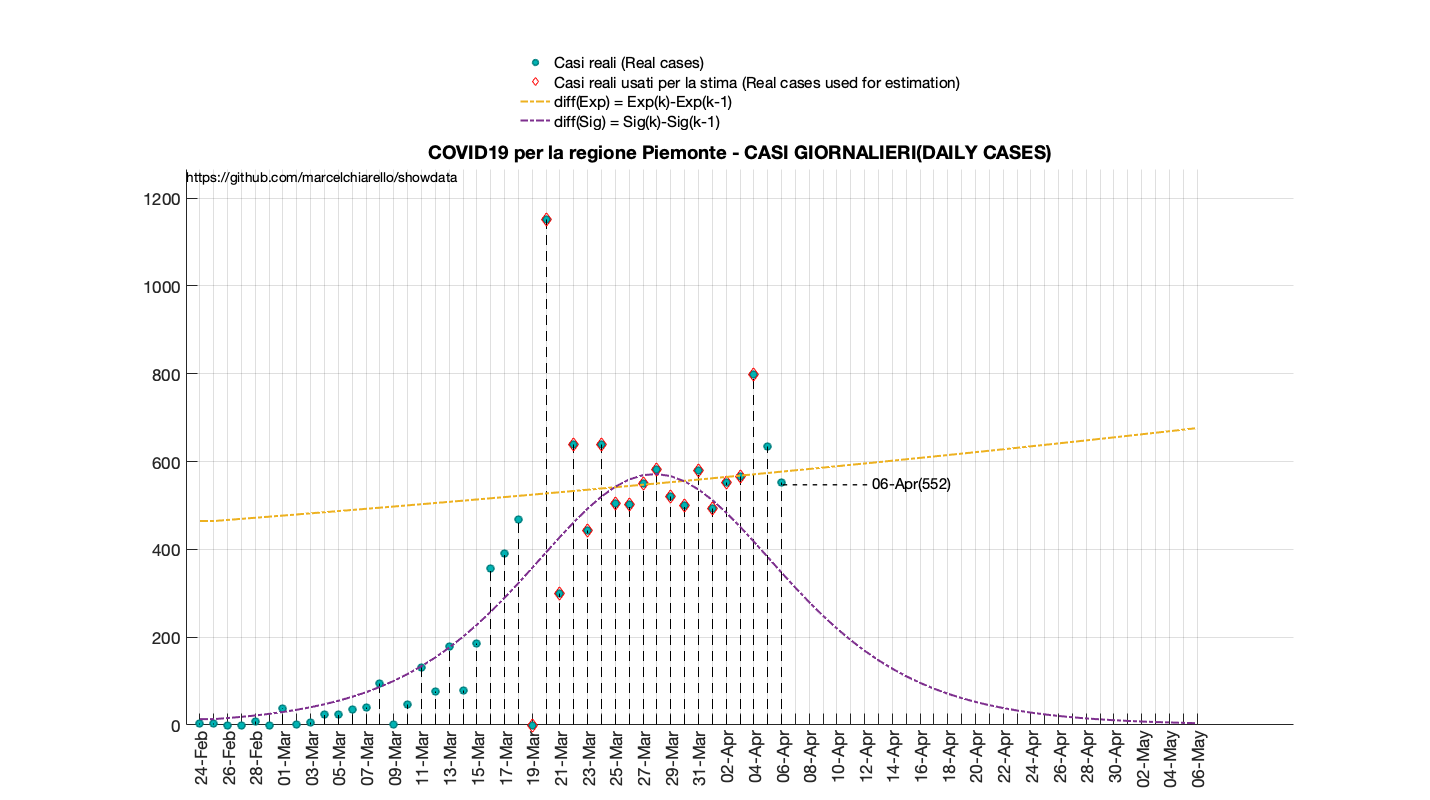 Casi reali (Real cases)
Casi reali usati per la stima (Real cases used for estimation)
diff(Exp) = Exp(k)-Exp(k-1)
diff(Sig) = Sig(k)-Sig(k-1)
COVID19 per la regione Piemonte - CASI GIORNALIERI(DAILY CASES)
https://github.com/marcelchiarello/showdata
1200
1000
800
600
400
200
0
06-Apr(552)
24-Feb
26-Feb
28-Feb
01-Mar
03-Mar
05-Mar
07-Mar
09-Mar
11-Mar
13-Mar
15-Mar
17-Mar
19-Mar
21-Mar
23-Mar
25-Mar
27-Mar
29-Mar
31-Mar
02-Apr
04-Apr
06-Apr
08-Apr
10-Apr
12-Apr
14-Apr
16-Apr
18-Apr
20-Apr
22-Apr
24-Apr
26-Apr
28-Apr
30-Apr
02-May
04-May
06-May